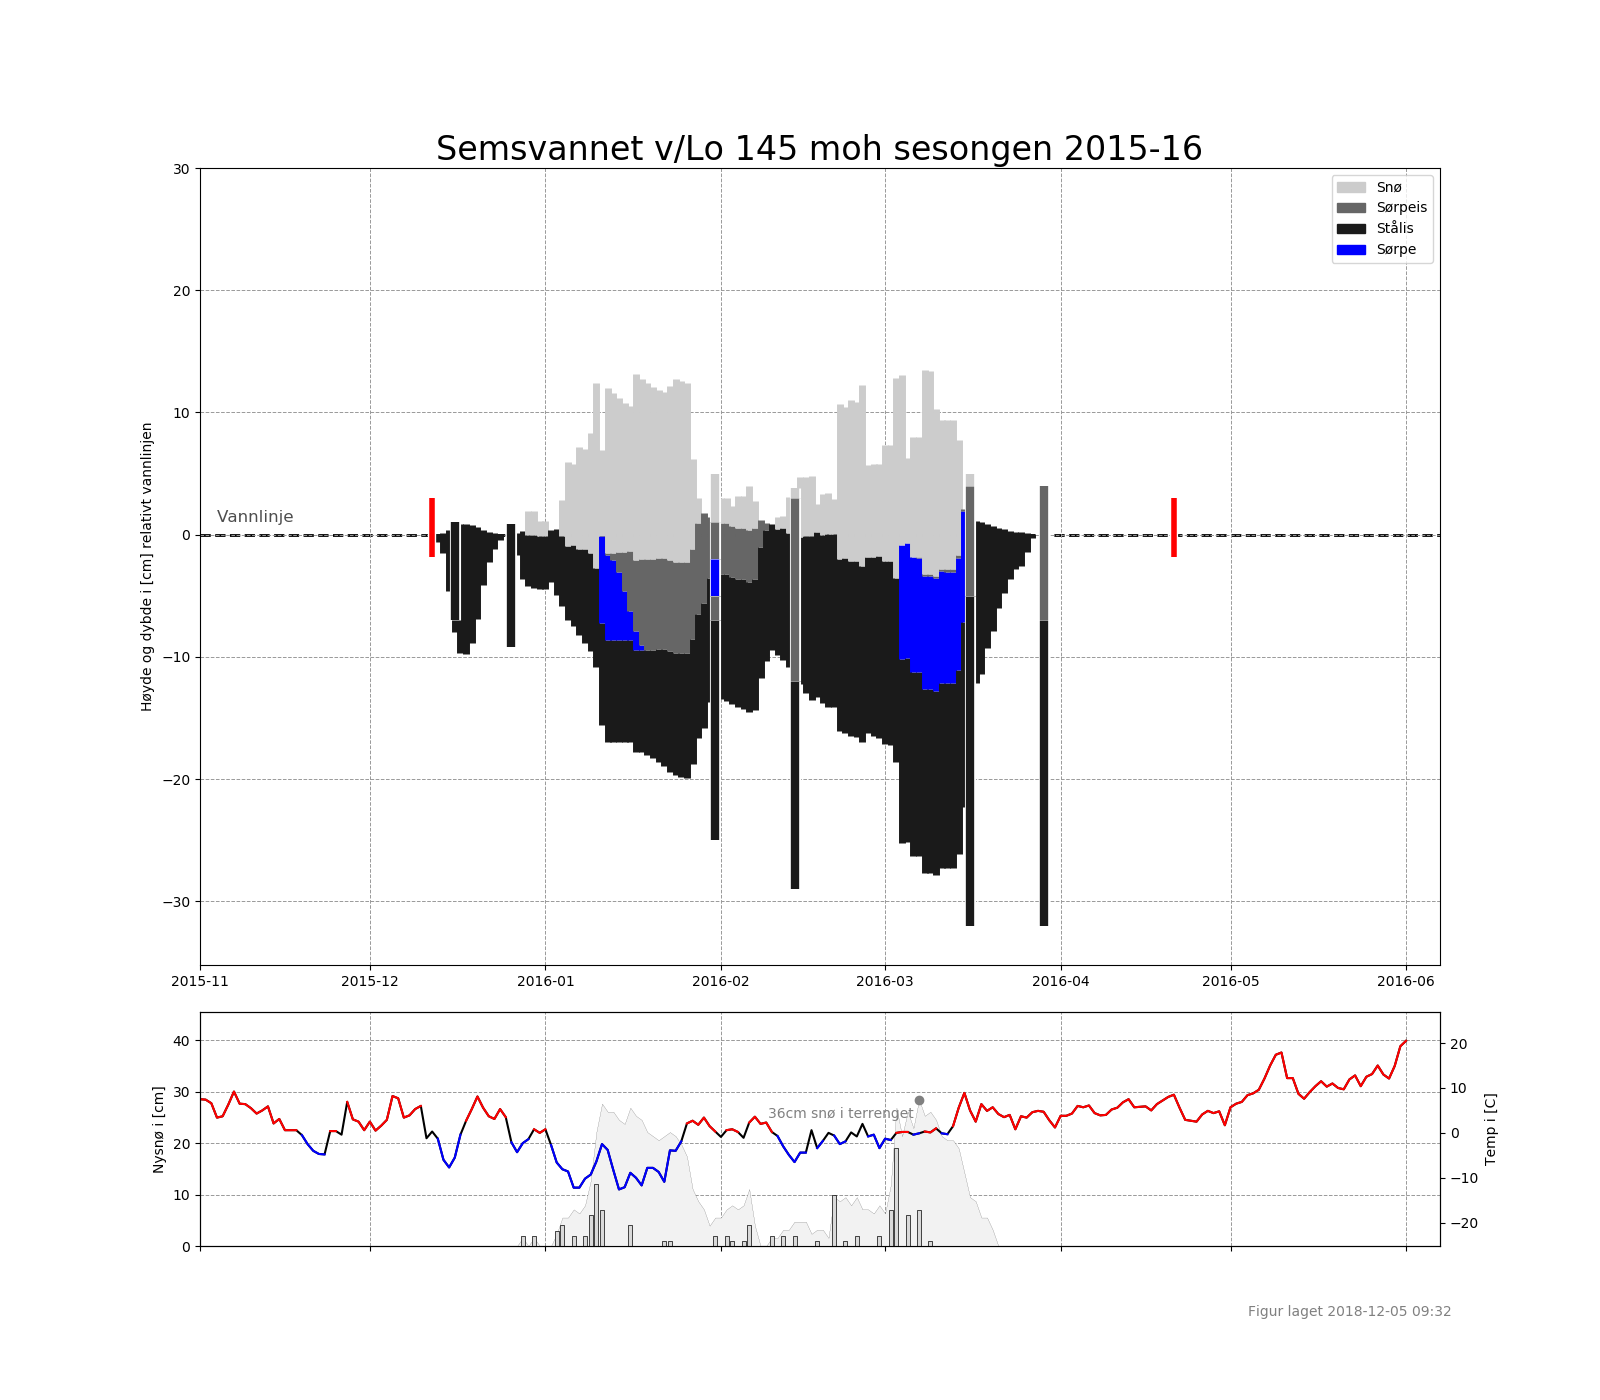 Semsvannet v/Lo 145 moh sesongen 2015-16
30
20
10
0
−10
−20
−30
Høyde og dybde i [cm] relativt vannlinjen
Vannlinje
Snø
Sørpeis
Stålis
Sørpe
2015-11
2015-12
2016-01
2016-02
2016-03
2016-04
2016-05
2016-06
40
30
20
10
0
Nysnø i [cm]
36cm snø i terrenget
20
10
0
−10
−20
Temp i [C]
Figur laget 2018-12-05 09:32